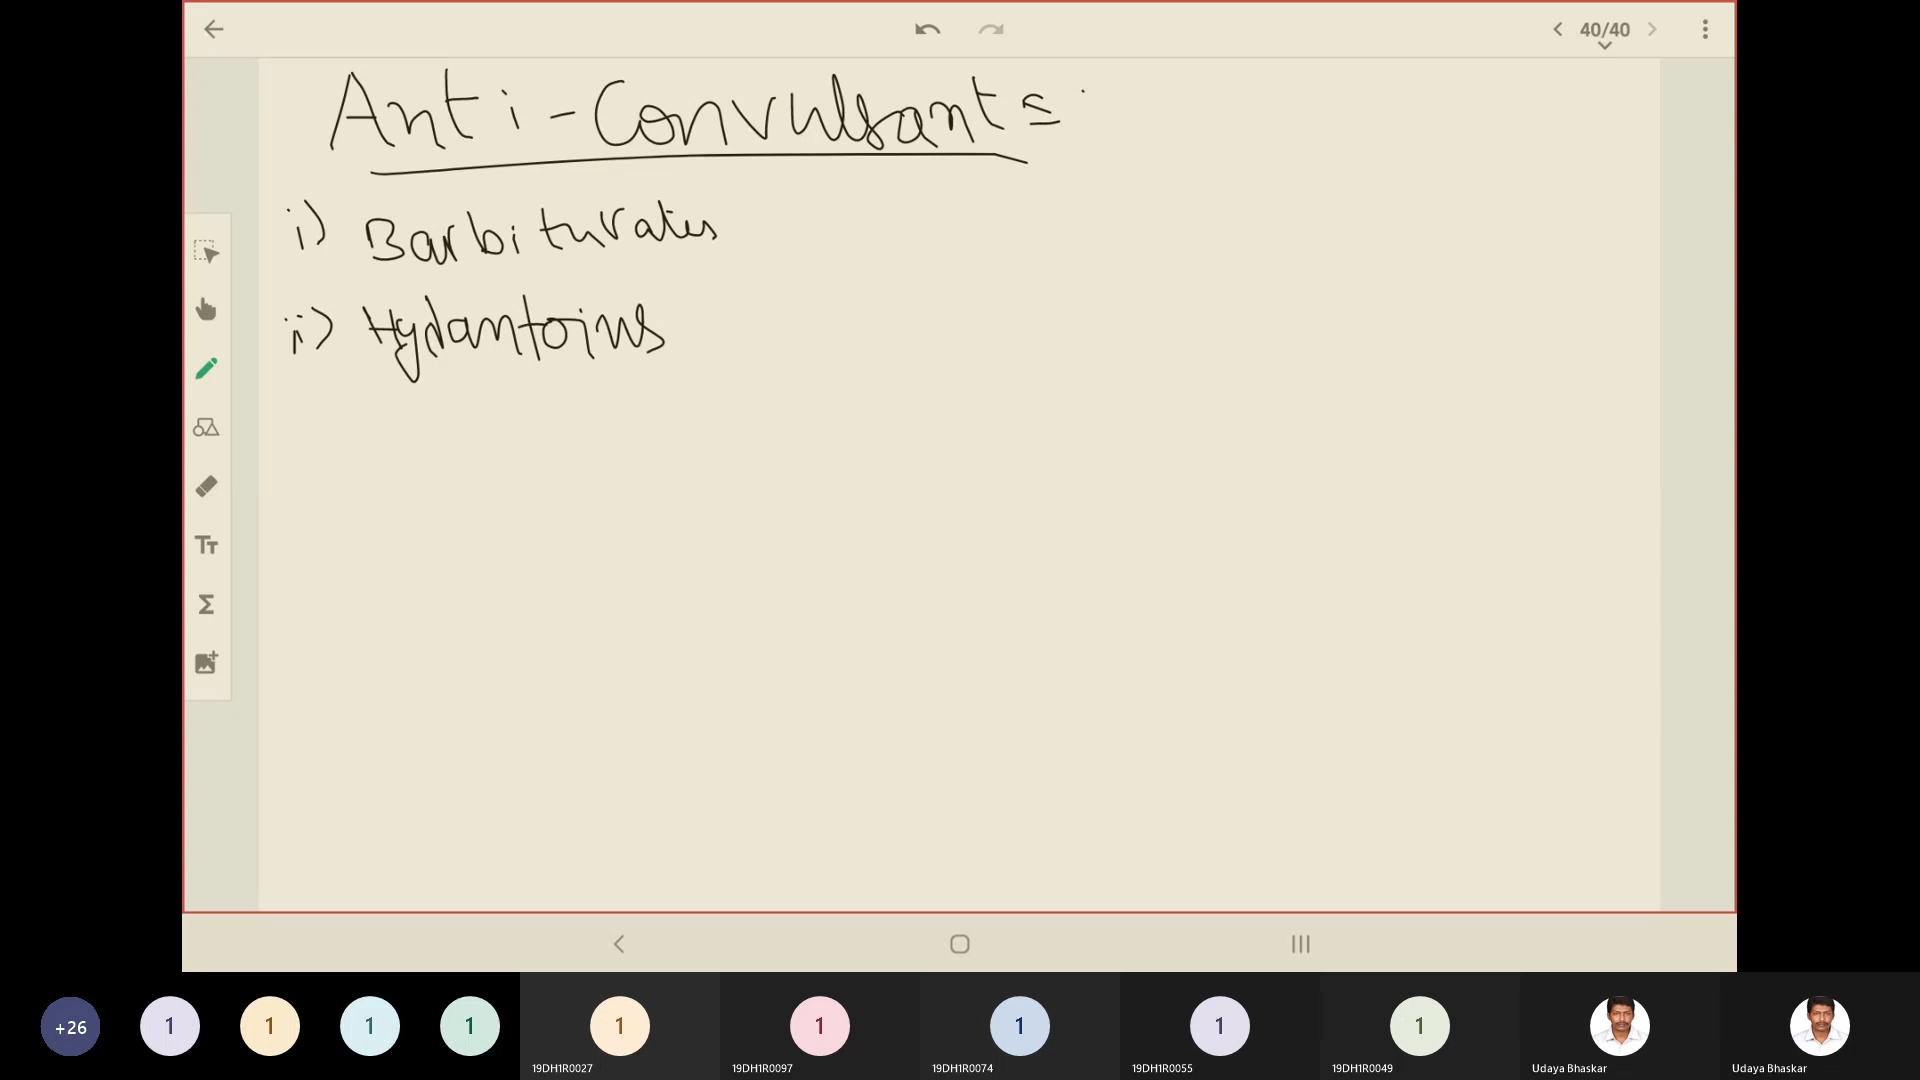 40/40
Anti-Convulsants
i) Barbiturates
ii) Hydantoins
Tт
Σ
+26
1
1
1
1
1
1
1
1
1
19DH1R0027
19DH1R0097
19DH1R0074
19DH1R0055
19DH1R0049
Udaya Bhaskar
Udaya Bhaskar